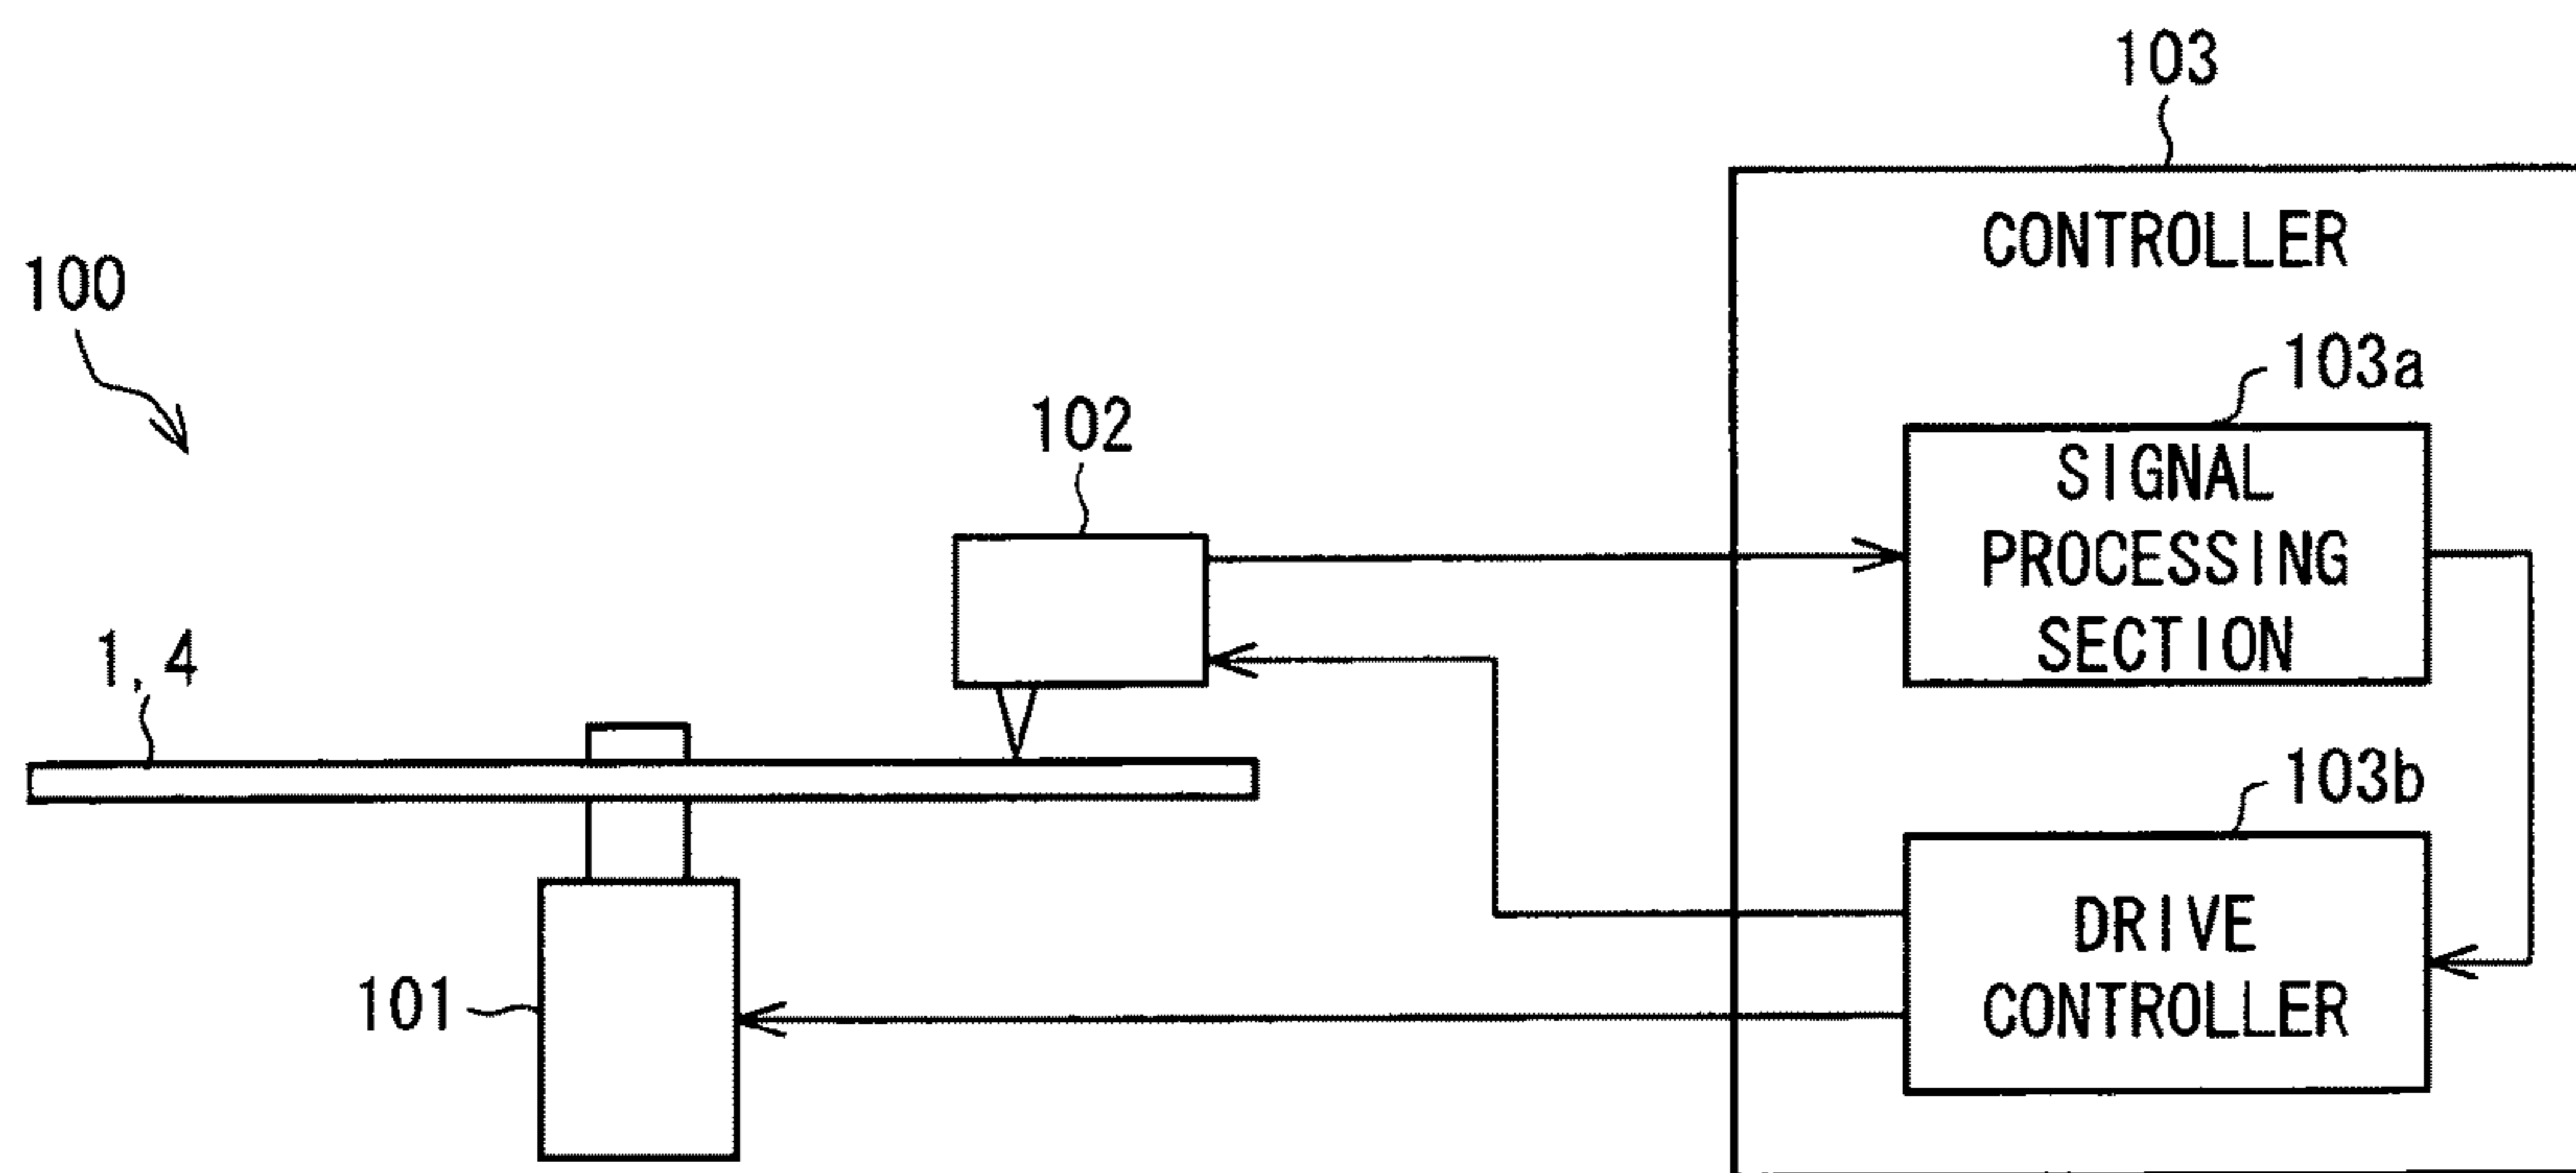 103
CONTROLLER
100
103a
102
SIGNAL
PROCESSING
SECTION
1, 4
103b
DRIVE
CONTROLLER
101